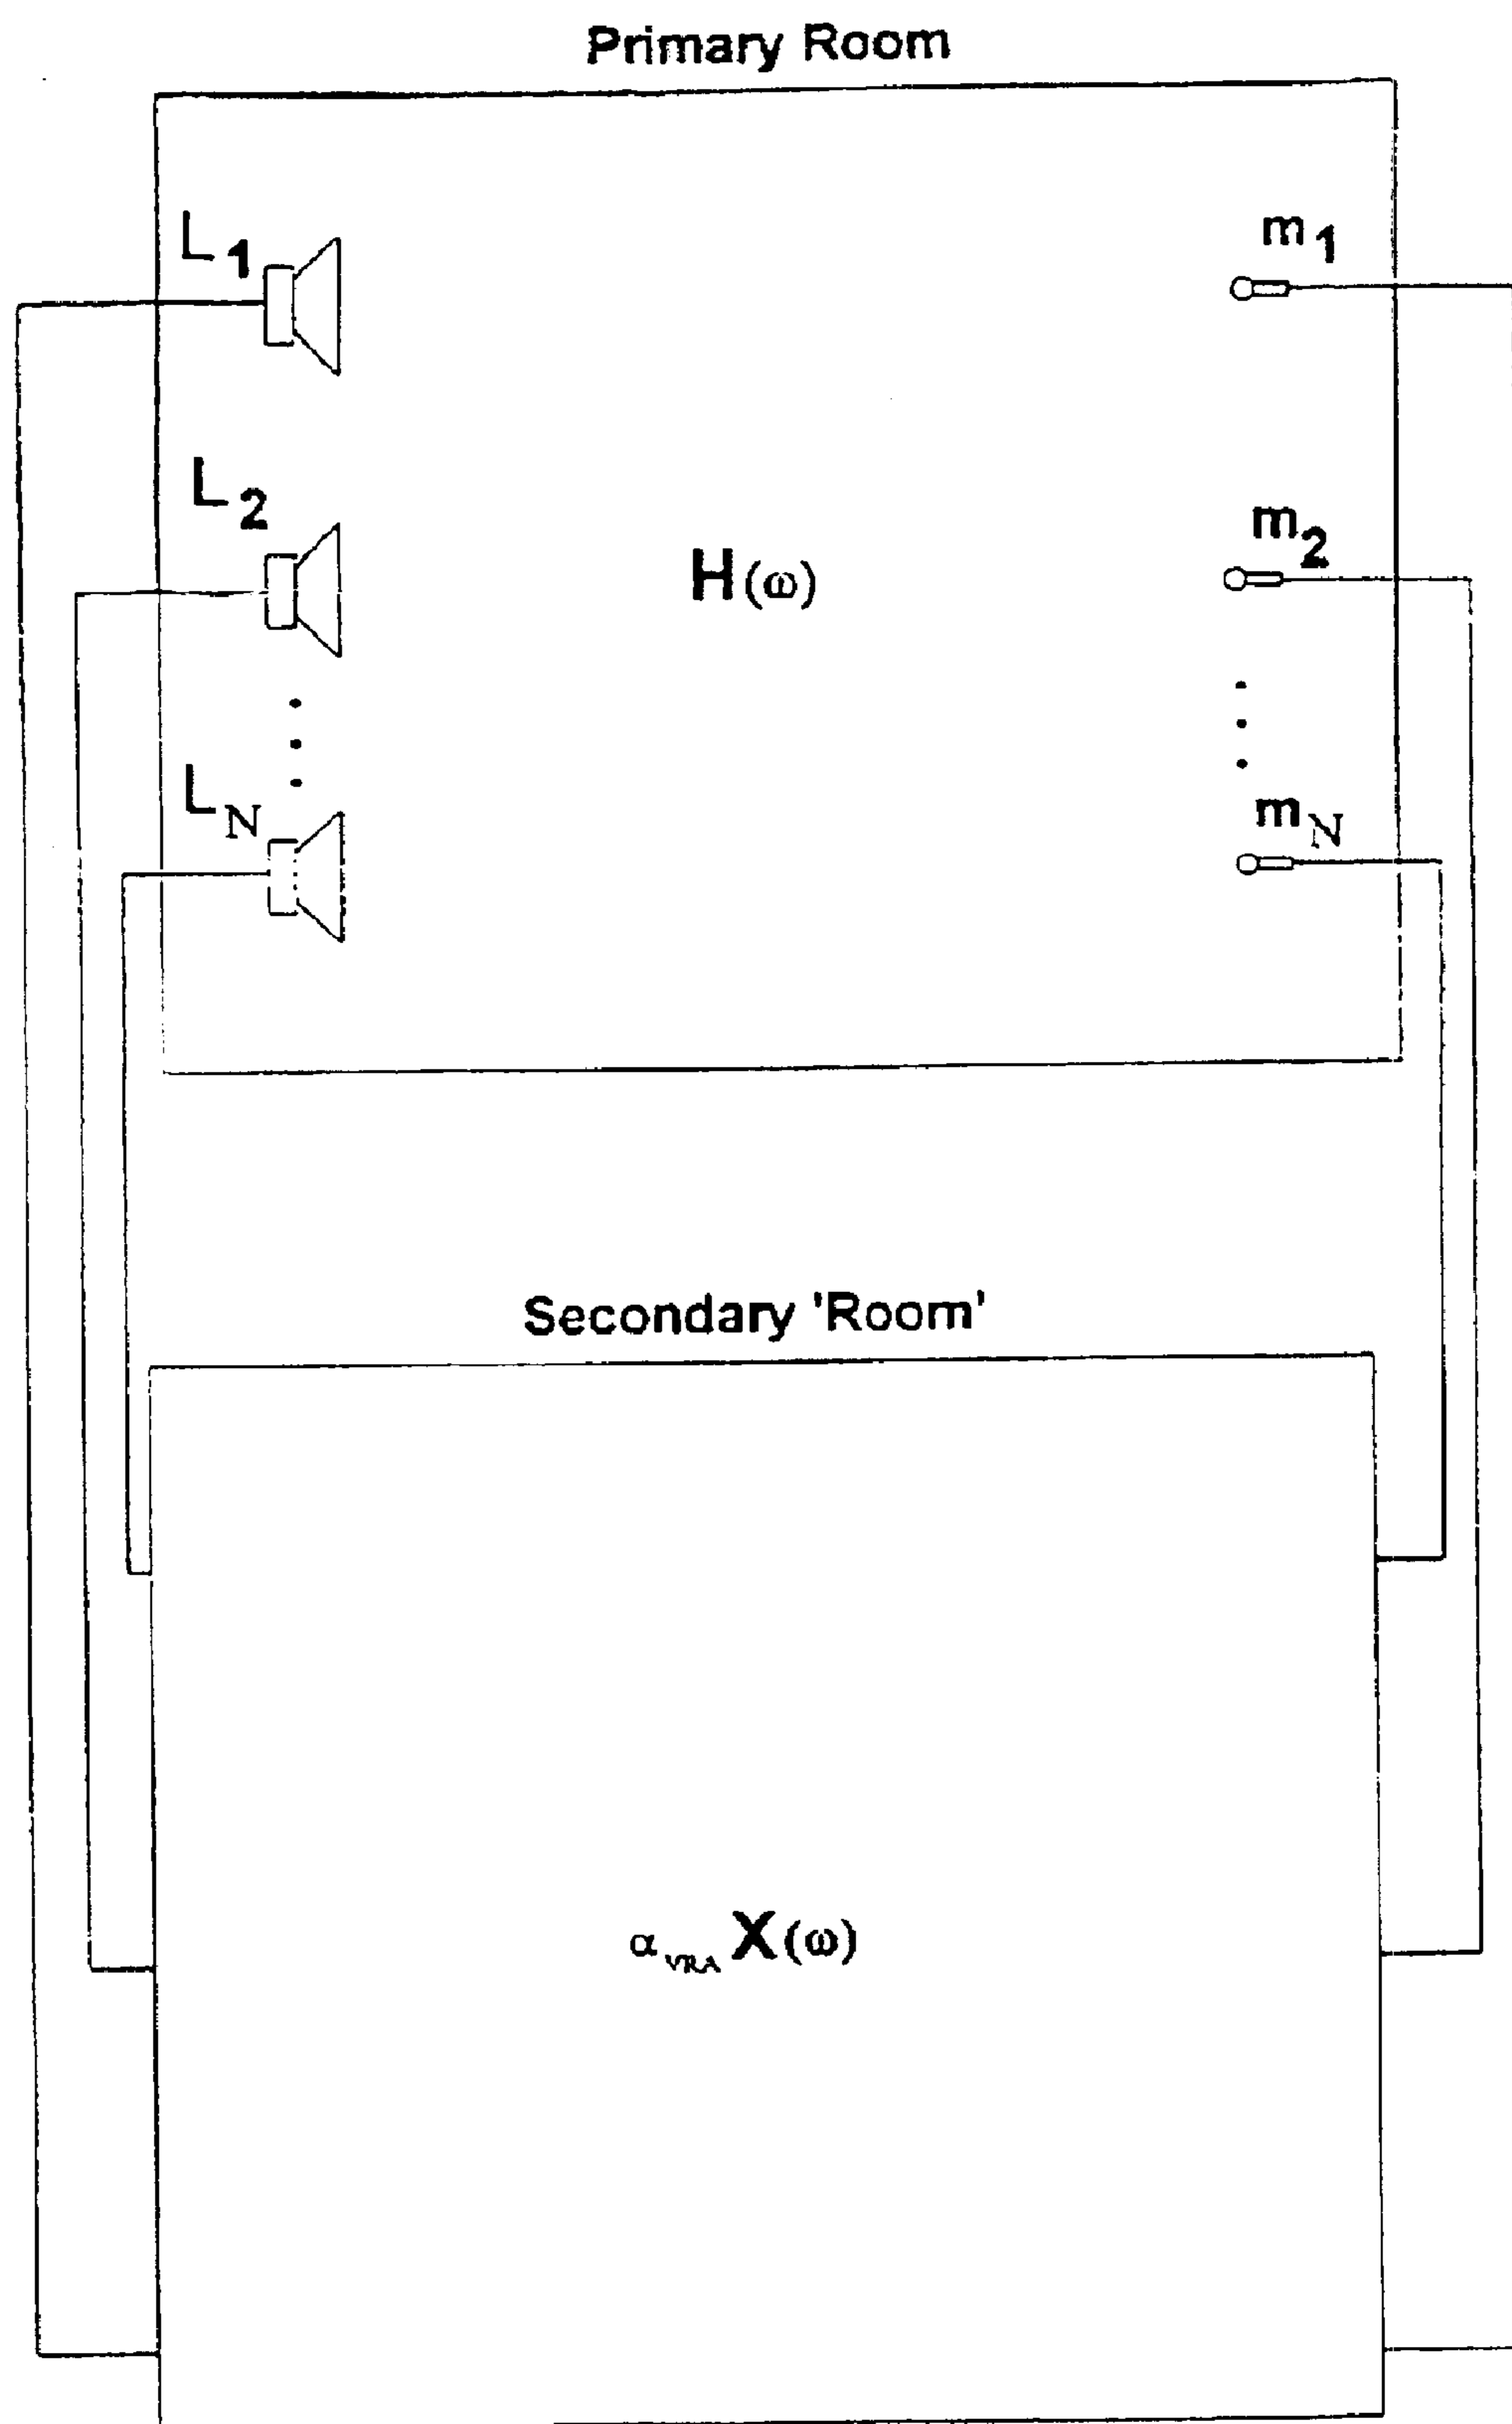 Primary Room
L1
m1
L2
m2
H(ω)
LN
mN
Secondary 'Room'
αVRA X(ω)